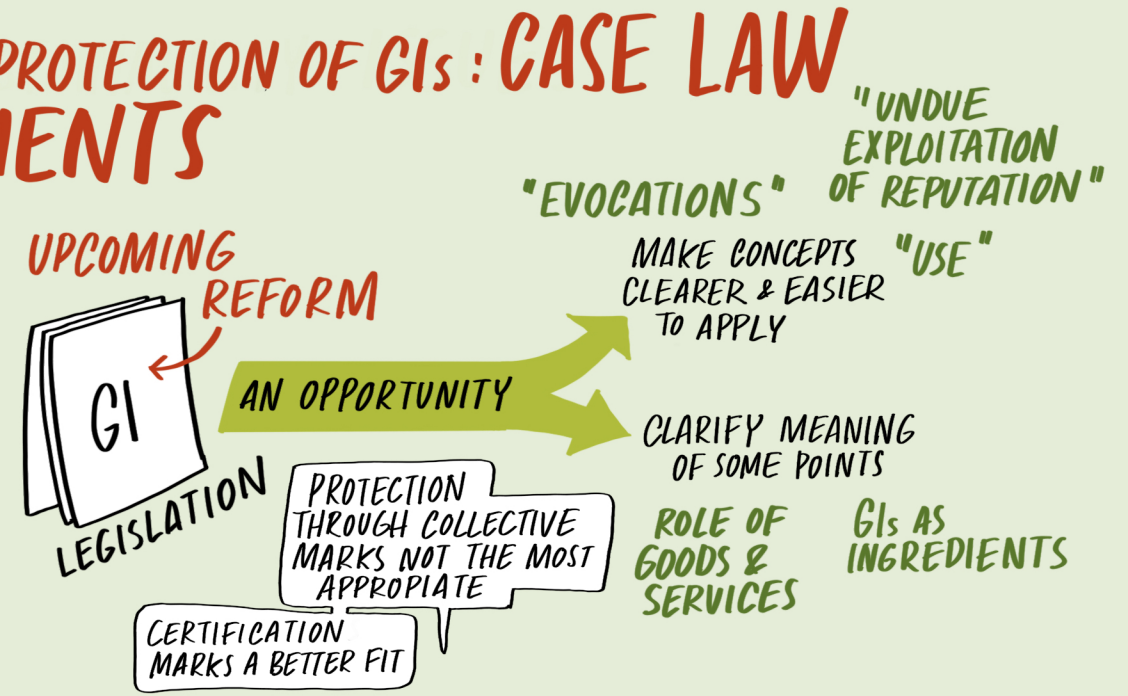 PROTECTION OF GIs : CASE LAW
MENTS
"EVOCATIONS"
"UNDUE
EXPLOITATION
OF REPUTATION"
"USE"
MAKE CONCEPTS
CLEARER & EASIER
TO APPLY
UPCOMING
REFORM
GI
LEGISLATION
AN OPPORTUNITY
CLARIFY MEANING
OF SOME POINTS
ROLE OF
GOODS &
SERVICES
GIs AS
INGREDIENTS
PROTECTION
THROUGH COLLECTIVE
MARKS NOT THE MOST
APPROPIATE
CERTIFICATION
MARKS A BETTER FIT